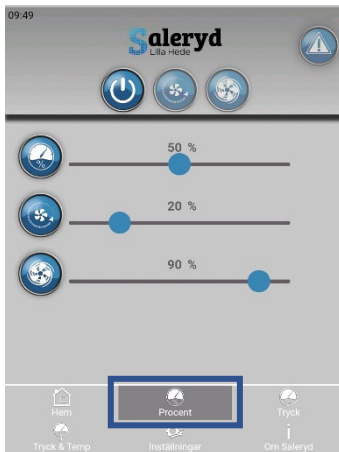 09:49
Saleryd
Lilla Hede
%
50 %
20 %
90 %
Hem
Procent
Tryck
Tryck & Temp
Inställningar
Om Saleryd